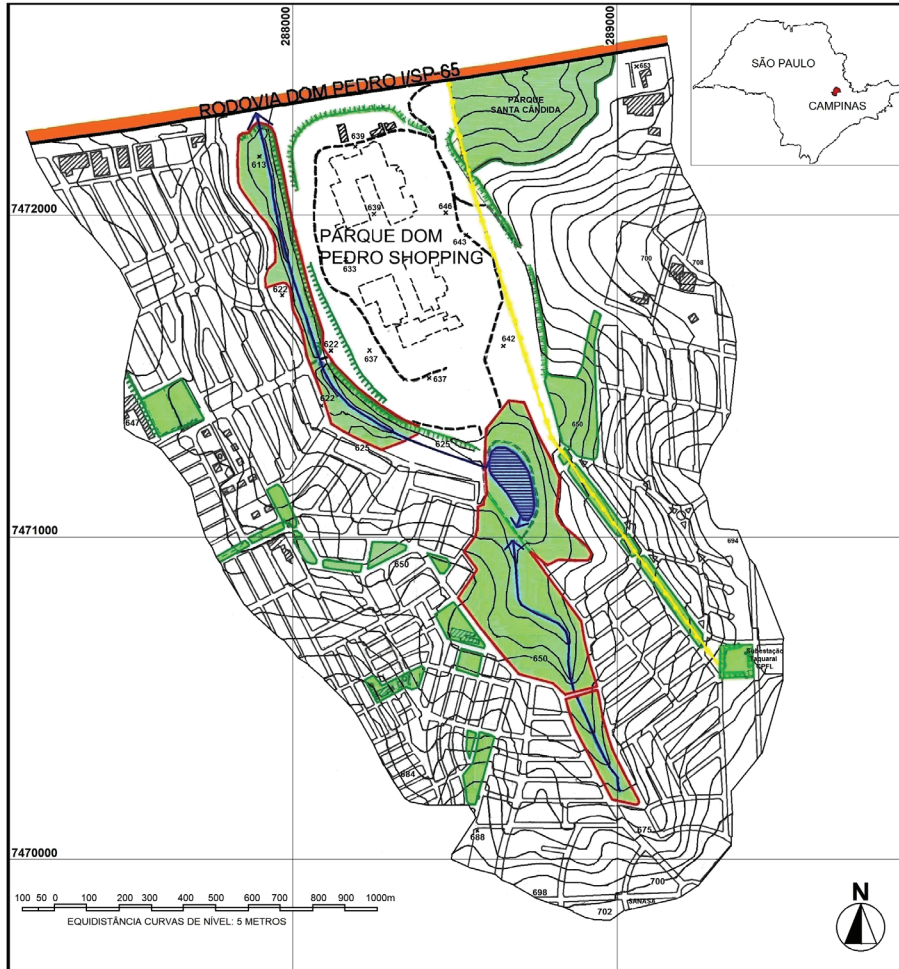 288000
289000
RODOVIA DOM PEDRO I/SP-65
SÃO PAULO
CAMPINAS
653
PARQUE
SANTA CÂNDIDA
639
613
7472000
639
646
643
PARQUE DOM
PEDRO SHOPPING
633
700
708
622
622
637
642
637
622
647
625
625
650
7471000
650
694
650
Subestação
Taquaral
CPFL
684
675
688
7470000
698
700
SANASA
702
100 50 0 100 200 300 400 500 600 700 800 900 1000m
EQUIDISTÂNCIA CURVAS DE NÍVEL: 5 METROS
N